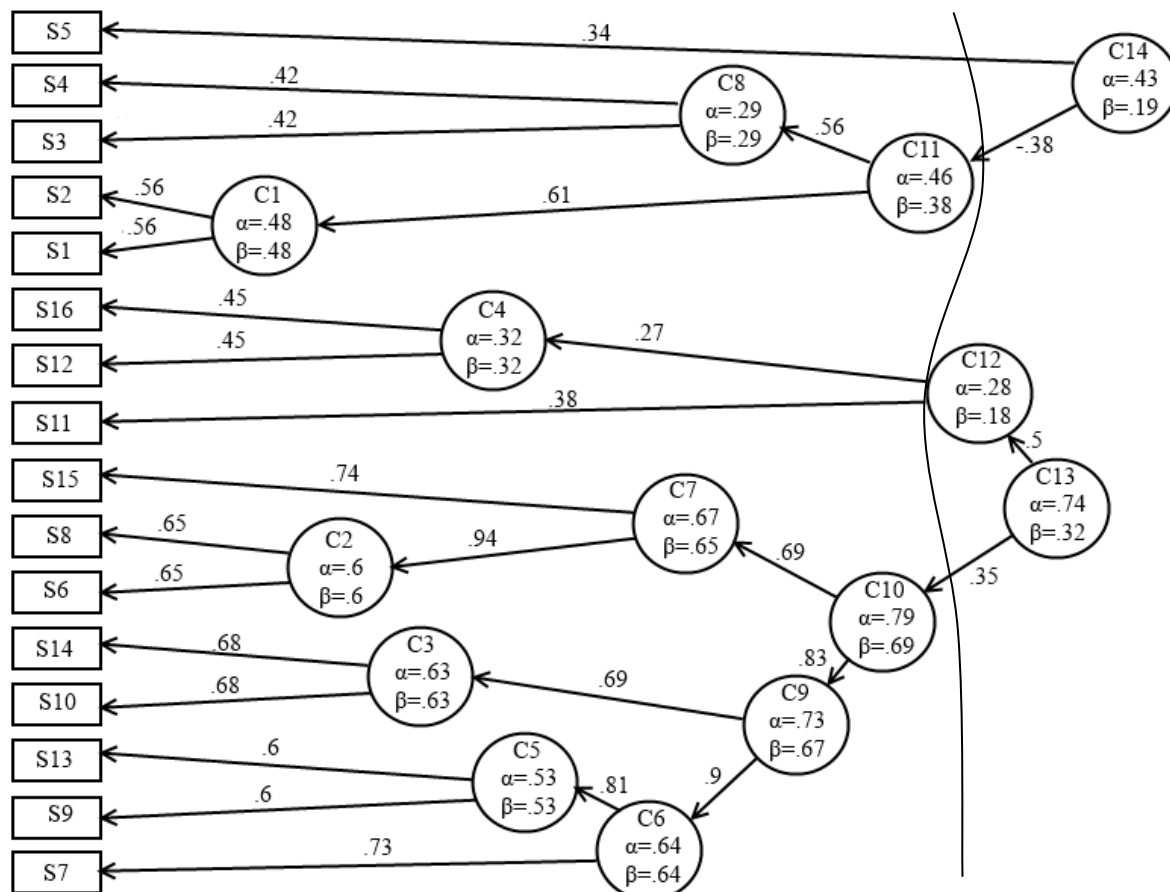 S5
.34
C14
α=.43
β=.19
S4
.42
C8
α=.29
β=.29
S3
.42
.56
C11
α=.46
β=.38
-.38
S2
.56
C1
α=.48
β=.48
.61
S1
.56
S16
.45
C4
α=.32
β=.32
.27
S12
.45
C12
α=.28
β=.18
S11
.38
.5
C13
α=.74
β=.32
S15
.74
C7
α=.67
β=.65
S8
.65
C2
α=.6
β=.6
.94
S6
.65
.69
C10
α=.79
β=.69
.35
S14
.68
C3
α=.63
β=.63
.69
.83
S10
.68
C9
α=.73
β=.67
S13
.6
C5
α=.53
β=.53
.81
.9
S9
.6
C6
α=.64
β=.64
S7
.73